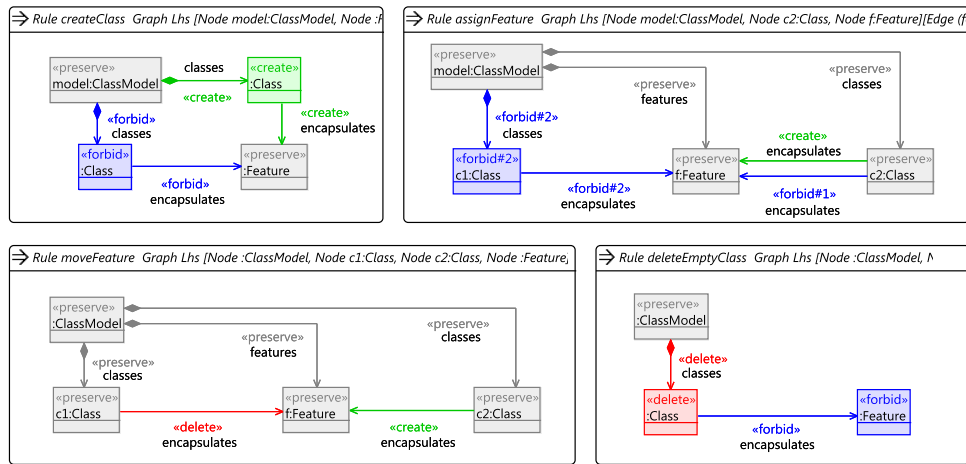 Rule createClass Graph Lhs [Node model:ClassModel, Node :F
«preserve»
model:ClassModel
classes
«create»
«create»
:Class
«forbid»
classes
«create»
encapsulates
«forbid»
:Class
«forbid»
encapsulates
«preserve»
:Feature
Rule assignFeature Graph Lhs [Node model:ClassModel, Node c2:Class, Node f:Feature][Edge (f
«preserve»
model:ClassModel
«preserve»
features
«preserve»
classes
«forbid#2»
classes
«create»
encapsulates
«forbid#2»
c1:Class
«forbid#2»
encapsulates
«preserve»
f:Feature
«forbid#1»
encapsulates
«preserve»
c2:Class
Rule moveFeature Graph Lhs [Node :ClassModel, Node c1:Class, Node c2:Class, Node :Feature]
«preserve»
:ClassModel
«preserve»
classes
«preserve»
features
«preserve»
classes
«preserve»
c1:Class
«delete»
encapsulates
«preserve»
f:Feature
«create»
encapsulates
«preserve»
c2:Class
Rule deleteEmptyClass Graph Lhs [Node :ClassModel, N
«preserve»
:ClassModel
«delete»
classes
«delete»
:Class
«forbid»
encapsulates
«forbid»
:Feature